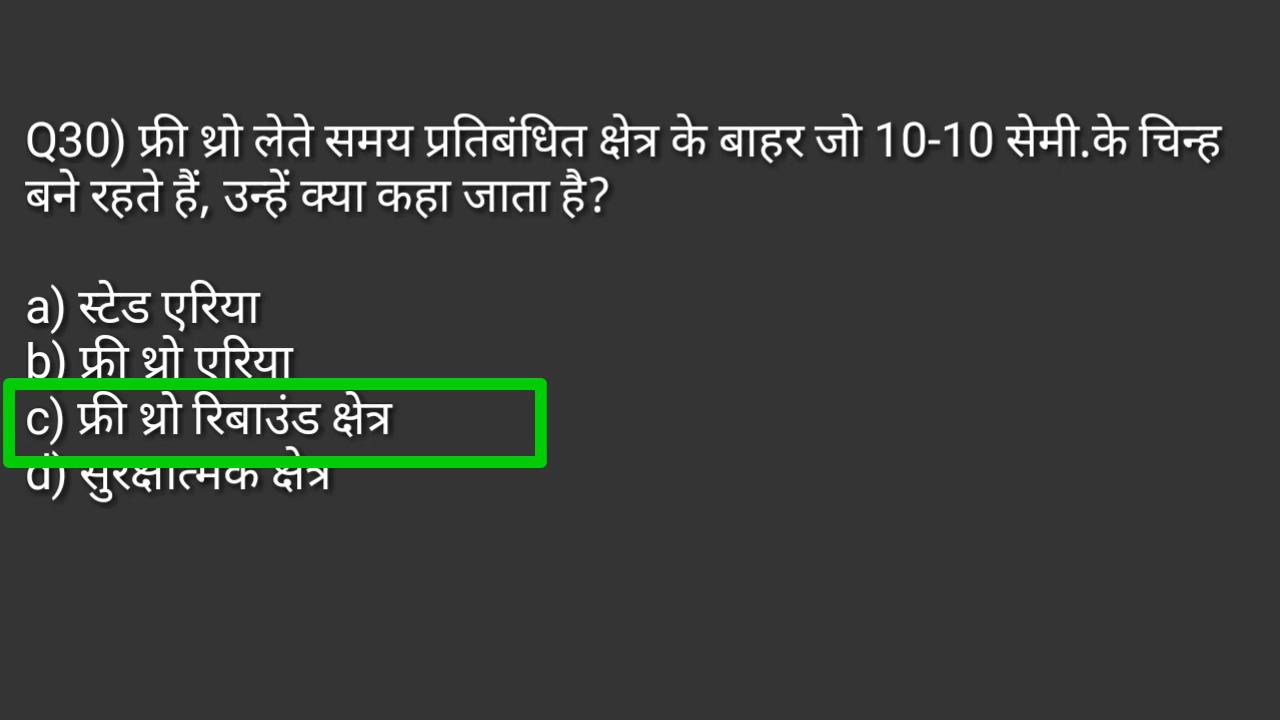 Q30) फ्री थ्रो लेते समय प्रतिबंधित क्षेत्र के बाहर जो 10-10 सेमी.के चिन्ह
बने रहते हैं, उन्हें क्या कहा जाता है?
a) स्टेड एरिया
b) फ्री थ्रो एरिया
c) फ्री थ्रो रिबाउंड क्षेत्र
d) सुरक्षात्मक क्षेत्र